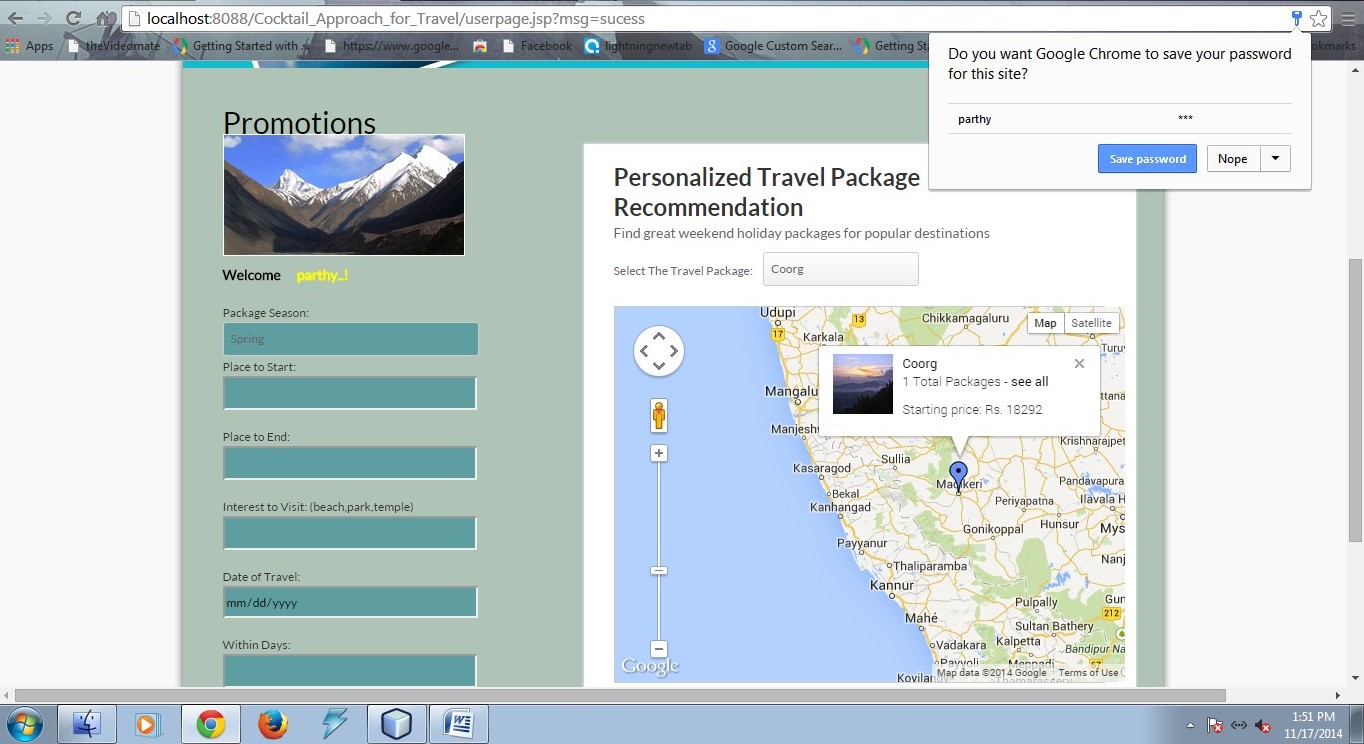 localhost:8088/Cocktail_Approach_for_Travel/userpage.jsp?msg=sucess
Apps theVideomate Getting Started with . https://www.google... Facebook lightningnewtab Google Custom Sear... Getting Sta okmarks
Do you want Google Chrome to save your password
for this site?
parthy ***
Save password Nope
Promotions
Welcome parthy..!
Package Season:
Spring
Place to Start:
Place to End:
Interest to Visit: (beach,park,temple)
Date of Travel:
mm/dd/yyyy
Within Days:
Personalized Travel Package
Recommendation
Find great weekend holiday packages for popular destinations
Select The Travel Package: Coorg
Udupi
13
Chikkamagaluru
Map Satellite
17
Karkala
Turuv
Coorg
1 Total Packages - see all
Starting price: Rs. 18292
Mangalu
ttana
Manjesh
Krishnarajpet
Sullia
Kasaragod
Madikeri
Pandavapura
Bekal
Periyapatna
Ilavala H
Kanhangad
Gonikoppal
Hunsur
Mys
Payyanur
Nanj
Thaliparamba
Kannur
Pulpally
Gun
212
Mahé
Sultan Bathery
Vadakara
Kalpetta
Bandipur Na
Payyoli
Meppadi
67
Google
Map data ©2014 Google Terms of Use
Kovilan
1:51 PM
11/17/2014